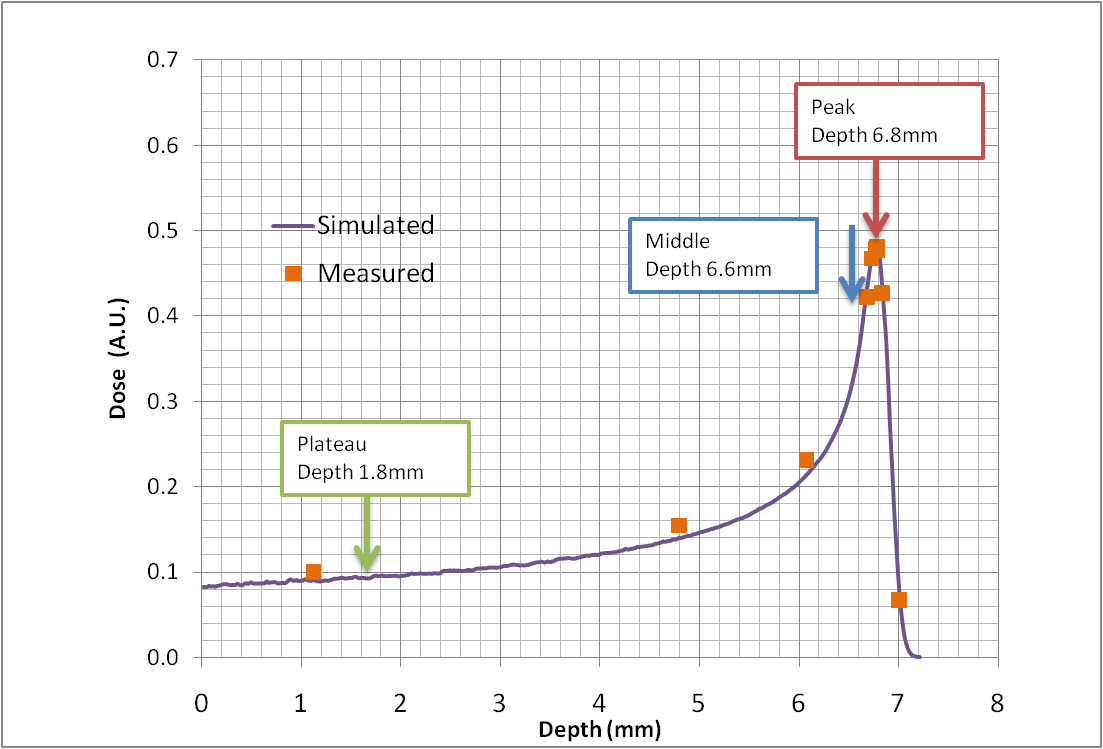 0.7
0.6
0.5
0.4
0.3
0.2
0.1
0.0
Dose (A.U.)
Simulated
Measured
Peak
Depth 6.8mm
Middle
Depth 6.6mm
Plateau
Depth 1.8mm
0 1 2 3 4 5 6 7 8
Depth (mm)